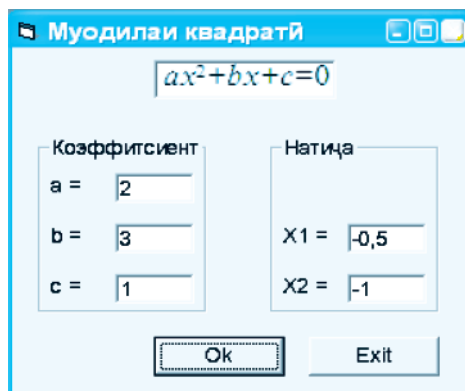 Муодилаи квадратӣ
ax²+bx+c=0
Коэффитсиент
a = 2
b = 3
c = 1
Натиҷа
X1 = -0,5
X2 = -1
Ok
Exit